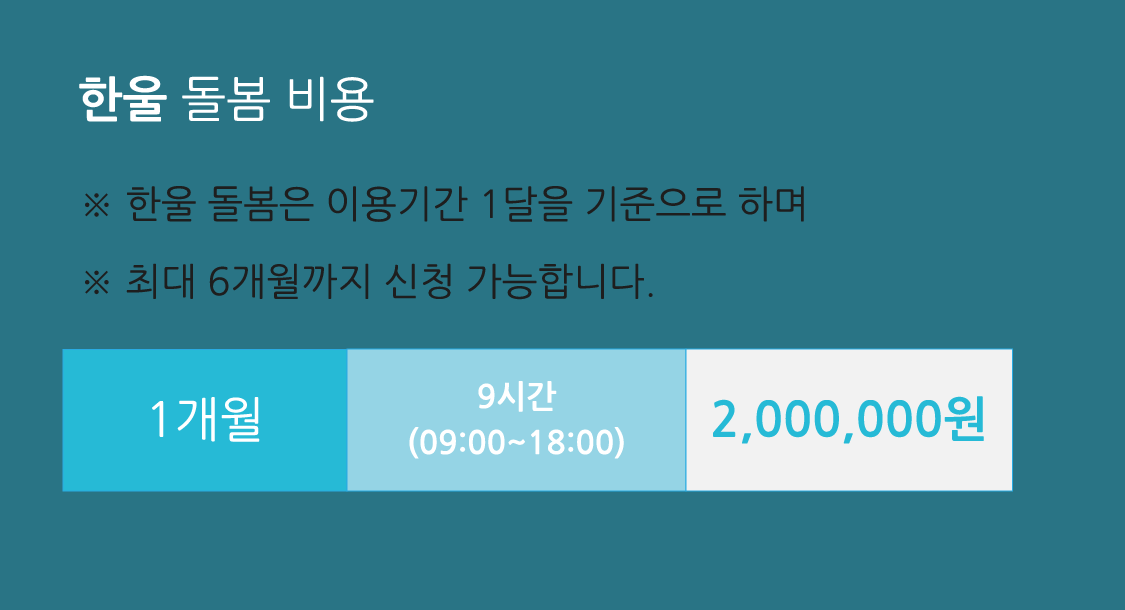 한울 돌봄 비용
※ 한울 돌봄은 이용기간 1달을 기준으로 하며
※ 최대 6개월까지 신청 가능합니다.
1개월
9시간
(09:00~18:00)
2,000,000원